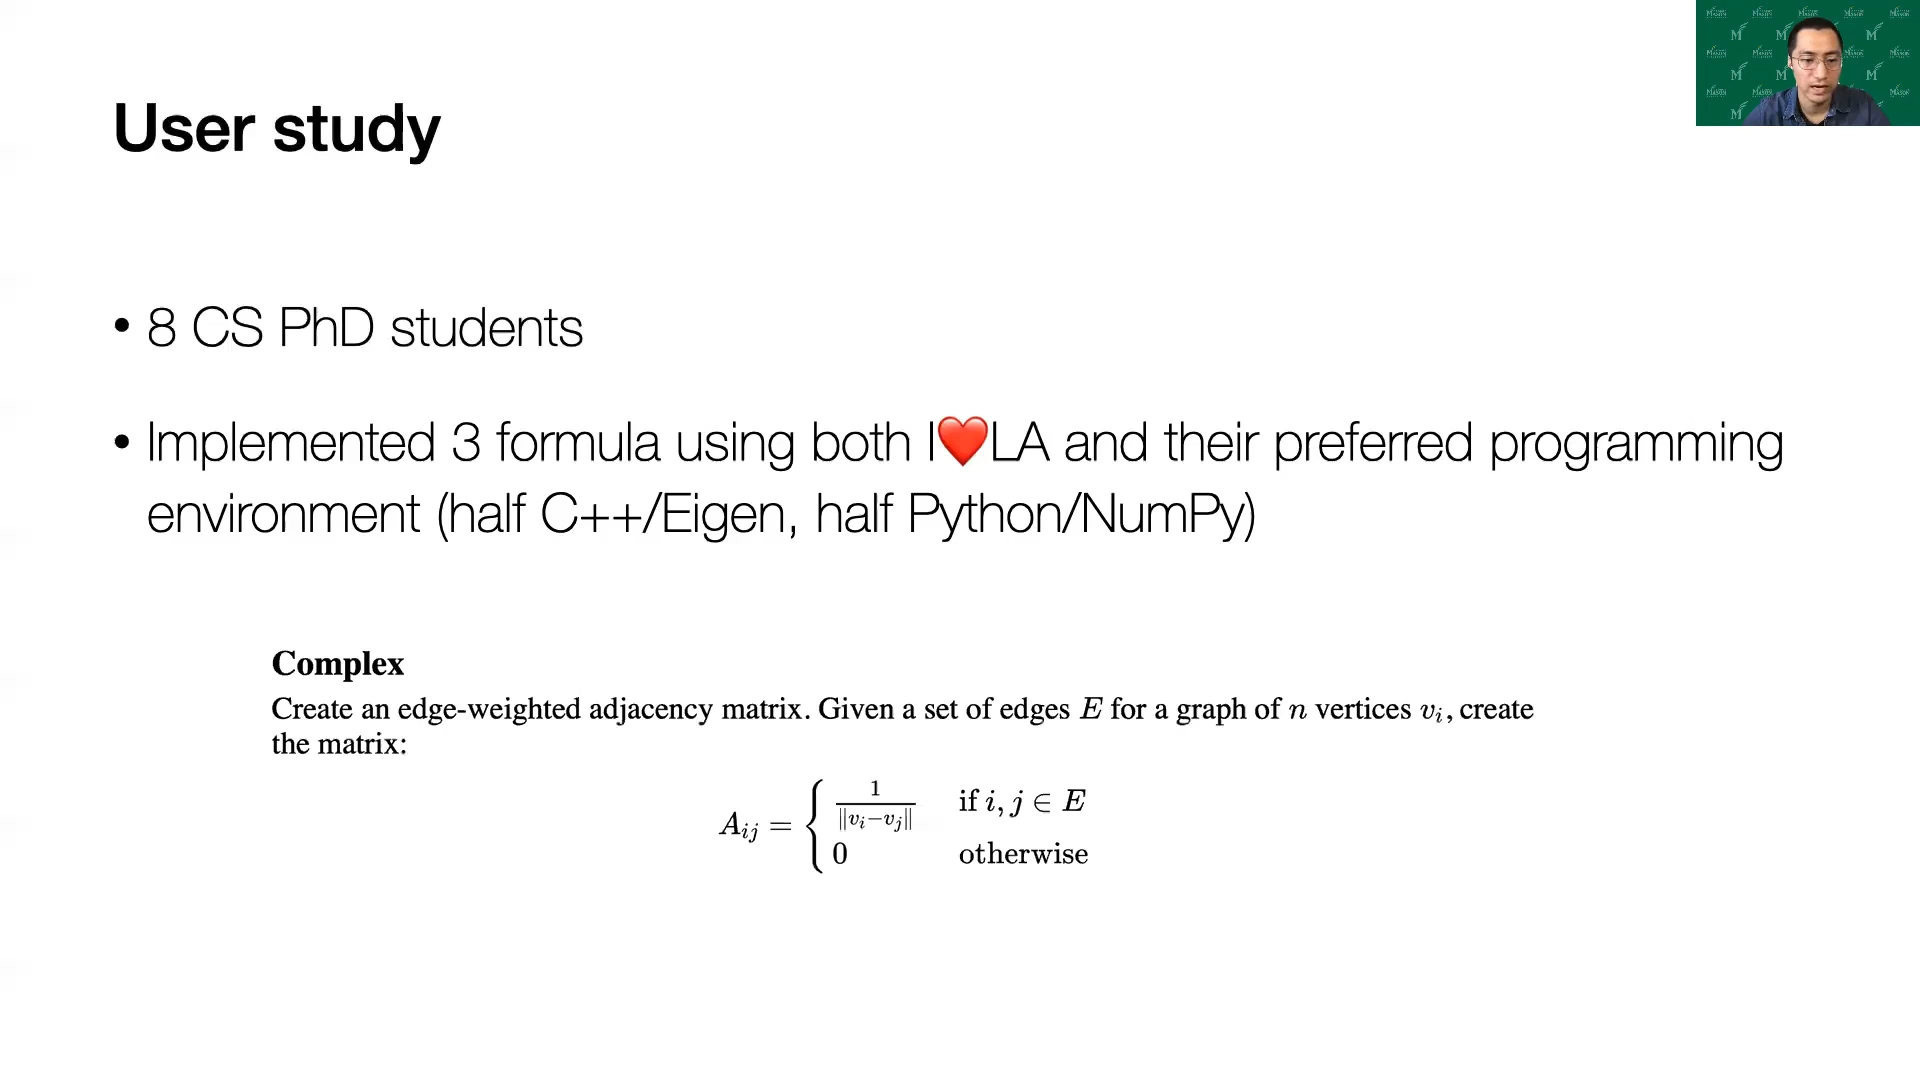 User study
• 8 CS PhD students
• Implemented 3 formula using both I❤️LA and their preferred programming
environment (half C++/Eigen, half Python/NumPy)
Complex
Create an edge-weighted adjacency matrix. Given a set of edges E for a graph of n vertices vᵢ, create
the matrix:
Aᵢⱼ = { 1/‖vᵢ−vⱼ‖ if i, j ∈ E
0 otherwise